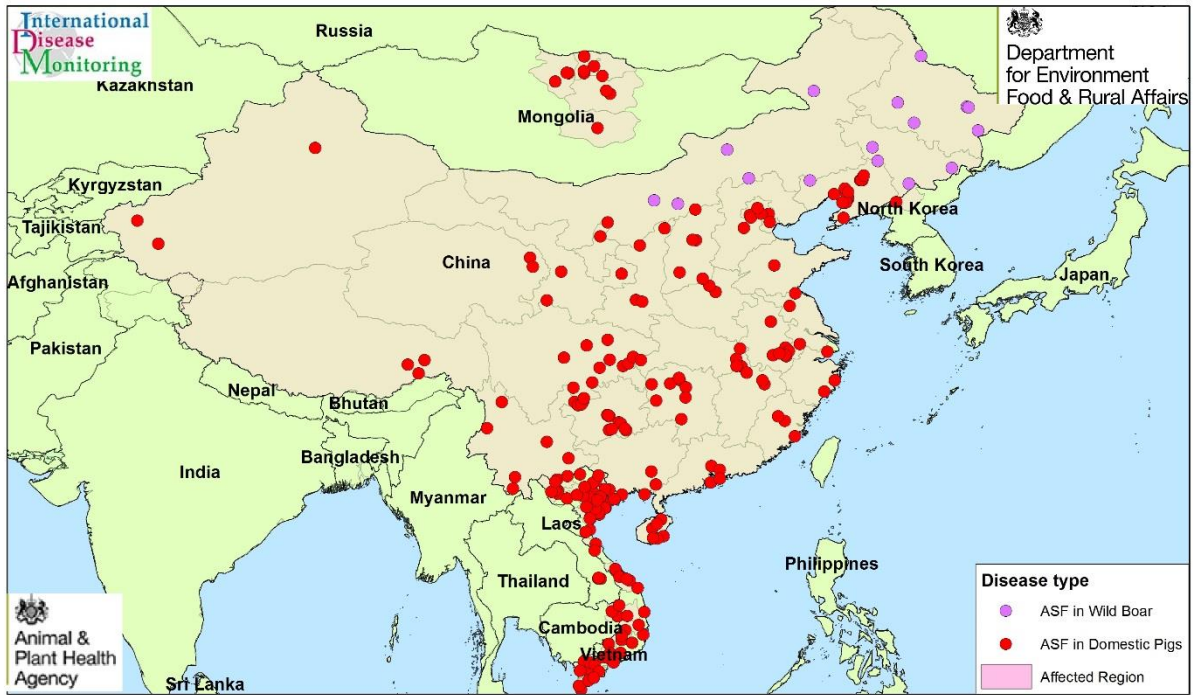 International
Disease
Monitoring
Department
for Environment
Food & Rural Affairs
Russia
Kazakhstan
Mongolia
Kyrgyzstan
Tajikistan
Afghanistan
Pakistan
China
North Korea
South Korea
Japan
Nepal
Bhutan
Bangladesh
India
Myanmar
Laos
Thailand
Cambodia
Vietnam
Philippines
Sri Lanka
Animal &
Plant Health
Agency
Disease type
ASF in Wild Boar
ASF in Domestic Pigs
Affected Region